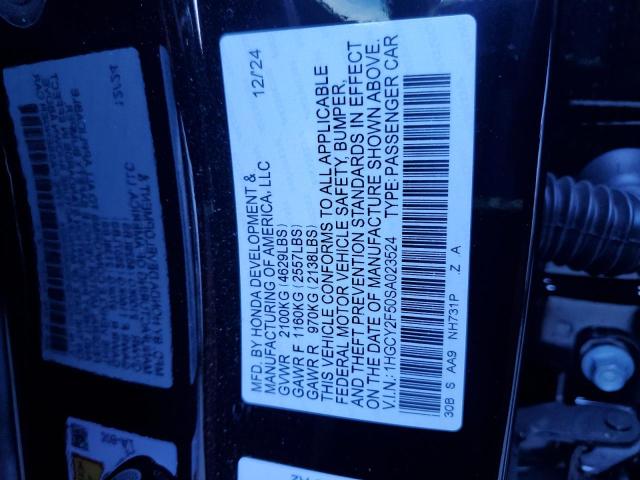 MFD. BY HONDA DEVELOPMENT & 12/24
MANUFACTURING OF AMERICA, LLC
GVWR 2100KG (4629LBS)
GAWR F 1160KG (2557LBS)
GAWR R 970KG (2138LBS)
THIS VEHICLE CONFORMS TO ALL APPLICABLE
FEDERAL MOTOR VEHICLE SAFETY, BUMPER,
AND THEFT PREVENTION STANDARDS IN EFFECT
ON THE DATE OF MANUFACTURE SHOWN ABOVE.
V.I.N.: 1HGCY2F50SA023524 TYPE: PASSENGER CAR
30B S AA9 NH731P Z A